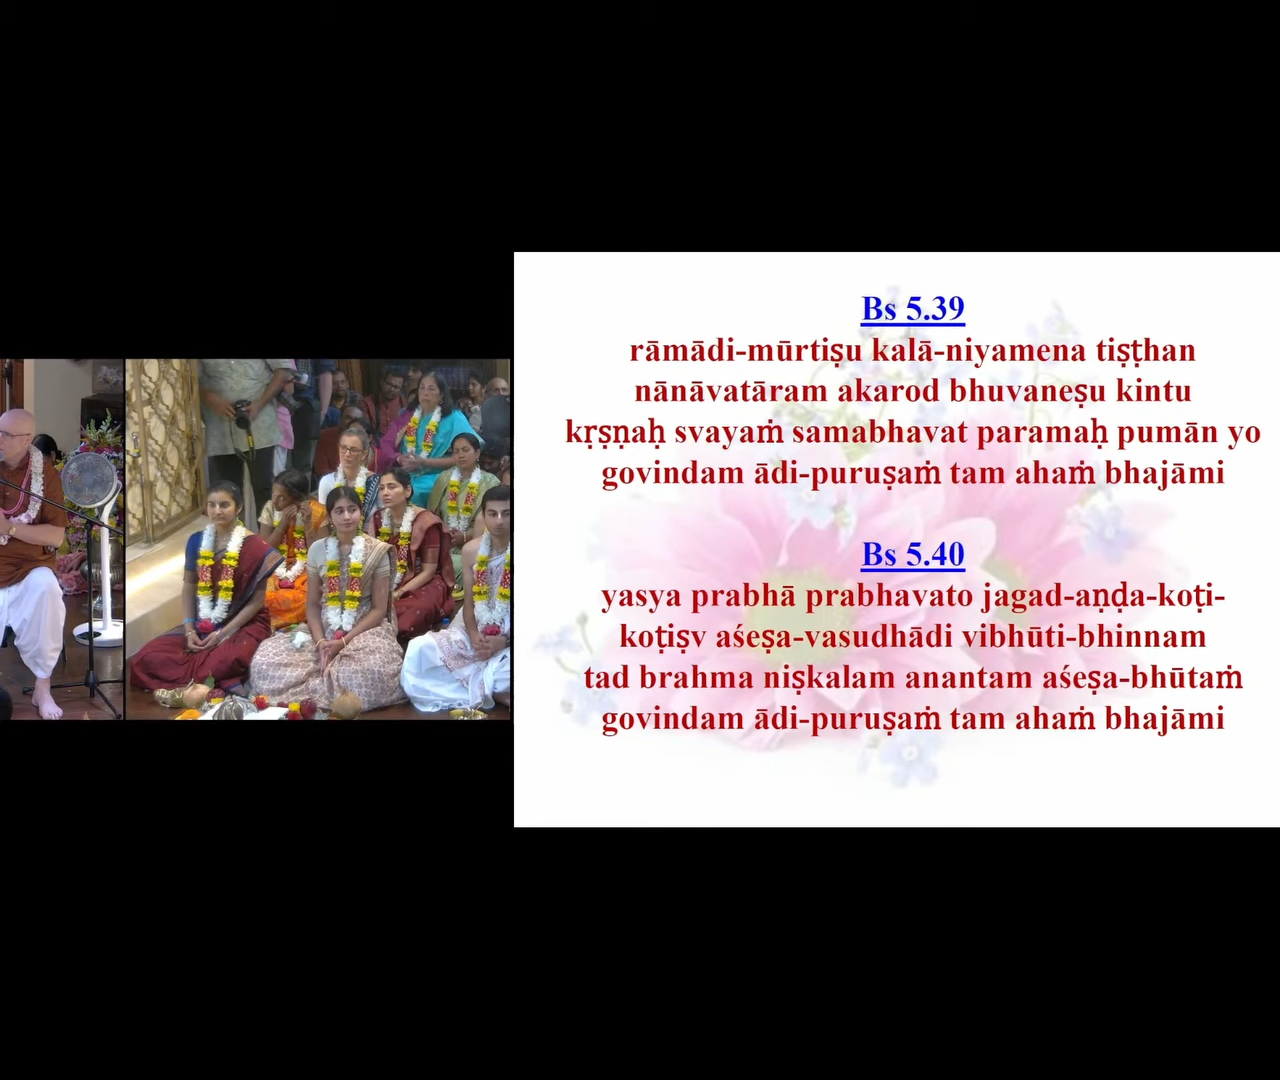 Bs 5.39
rāmādi-mūrtiṣu kalā-niyamena tiṣṭhan
nānāvatāram akarod bhuvaneṣu kintu
kṛṣṇaḥ svayaṁ samabhavat paramaḥ pumān yo
govindam ādi-puruṣaṁ tam ahaṁ bhajāmi
Bs 5.40
yasya prabhā prabhavato jagad-aṇḍa-koṭi-
koṭiṣv aśeṣa-vasudhādi vibhūti-bhinnam
tad brahma niṣkalam anantam aśeṣa-bhūtaṁ
govindam ādi-puruṣaṁ tam ahaṁ bhajāmi